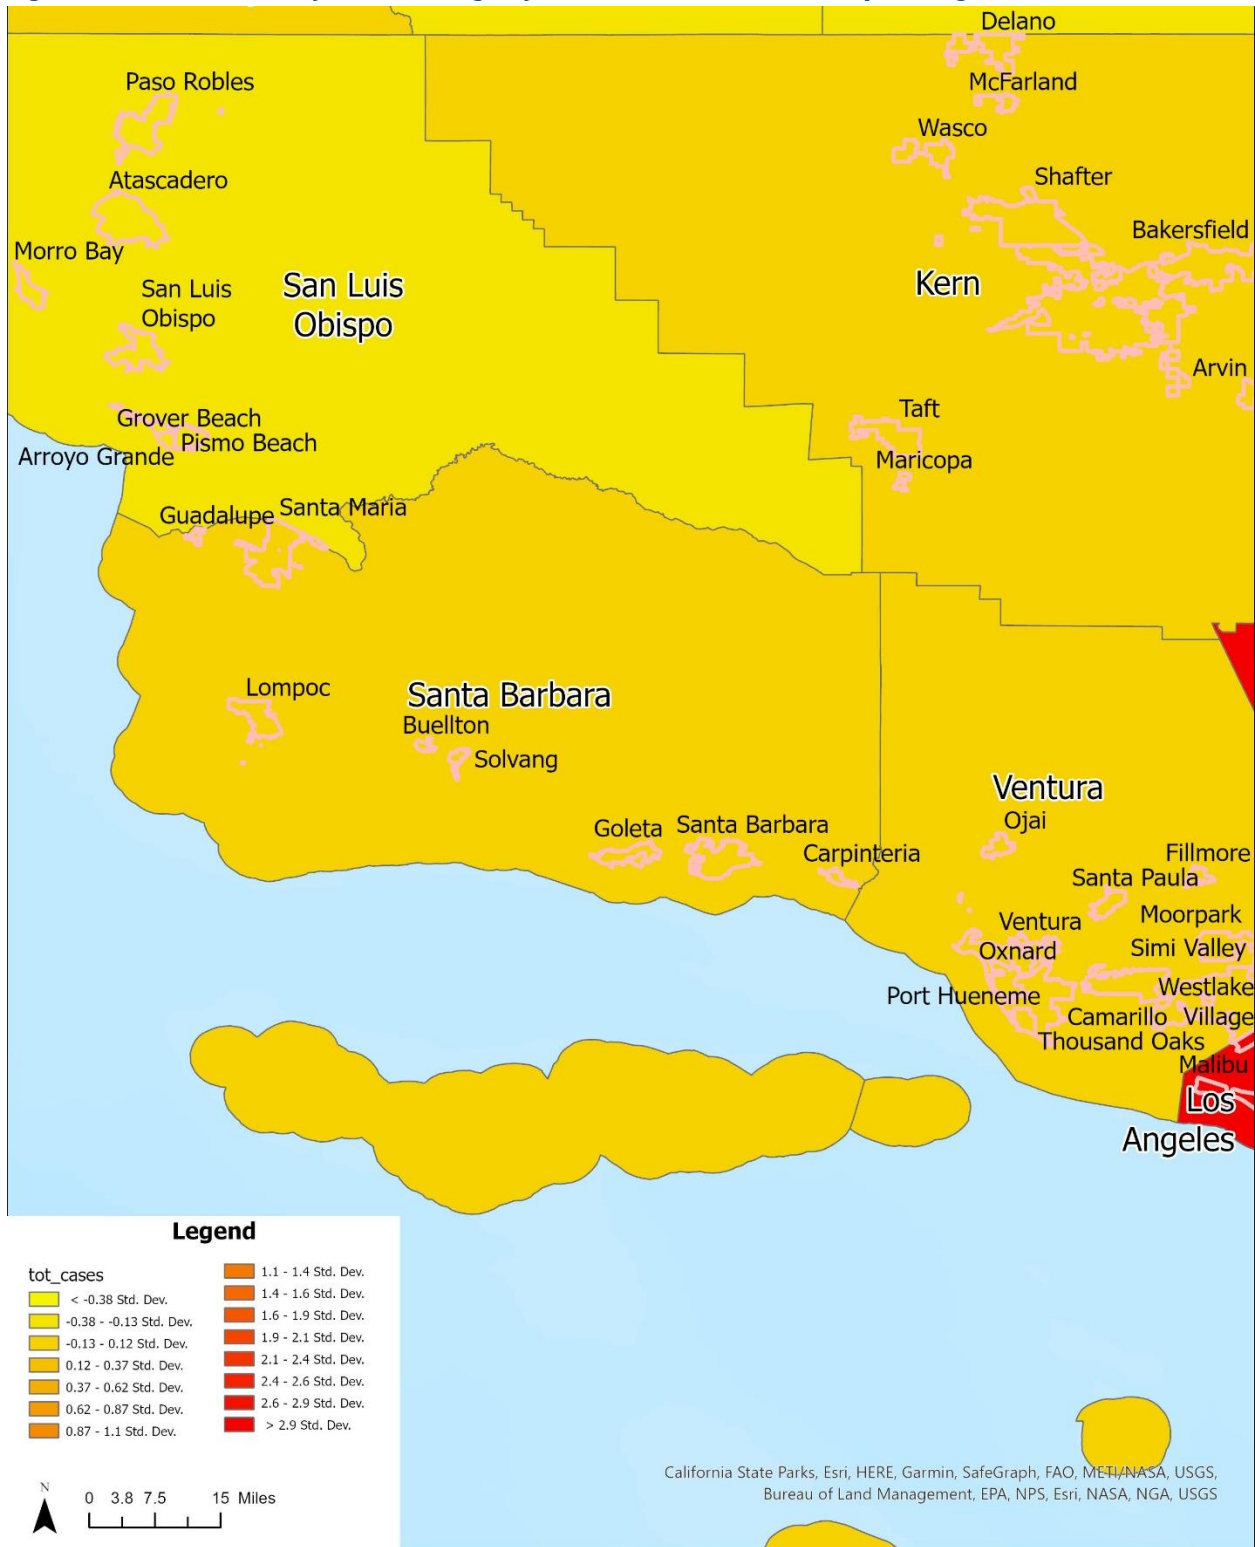 Delano
Paso Robles
McFarland
Wasco
Atascadero
Shafter
Bakersfield
Morro Bay
San Luis
Obispo
San Luis
Obispo
Kern
Arvin
Taft
Grover Beach
Pismo Beach
Arroyo Grande
Maricopa
Guadalupe
Santa Maria
Lompoc
Santa Barbara
Buellton
Solvang
Ventura
Ojai
Goleta
Santa Barbara
Carpinteria
Fillmore
Santa Paula
Moorpark
Ventura
Oxnard
Simi Valley
Port Hueneme
Westlake
Village
Camarillo
Thousand Oaks
Malibu
Los
Angeles
Legend
tot_cases
< -0.38 Std. Dev.
-0.38 - -0.13 Std. Dev.
-0.13 - 0.12 Std. Dev.
0.12 - 0.37 Std. Dev.
0.37 - 0.62 Std. Dev.
0.62 - 0.87 Std. Dev.
0.87 - 1.1 Std. Dev.
1.1 - 1.4 Std. Dev.
1.4 - 1.6 Std. Dev.
1.6 - 1.9 Std. Dev.
1.9 - 2.1 Std. Dev.
2.1 - 2.4 Std. Dev.
2.4 - 2.6 Std. Dev.
2.6 - 2.9 Std. Dev.
> 2.9 Std. Dev.
N
0 3.8 7.5 15 Miles
California State Parks, Esri, HERE, Garmin, SafeGraph, FAO, METI/NASA, USGS,
Bureau of Land Management, EPA, NPS, Esri, NASA, NGA, USGS